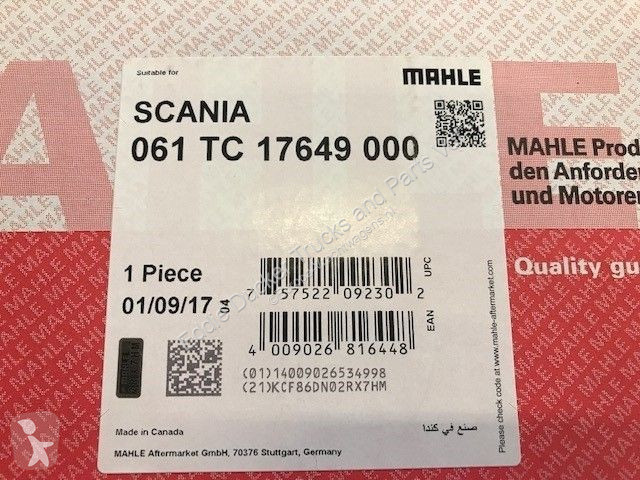 Suitable for
MAHLE
SCANIA
061 TC 17649 000
MAHLE Prod
den Anforder
und Motore
Quality gu
1 Piece
01/09/17 04
7 57522 09230 2
UPC
4 009026 816448
EAN
(01)14009026534998
(21)KCF86DN02RX7HM
Please check code at www.mahle-aftermarket.com
Made in Canada
صنع في كندا
MAHLE Aftermarket GmbH, 70376 Stuttgart, Germany